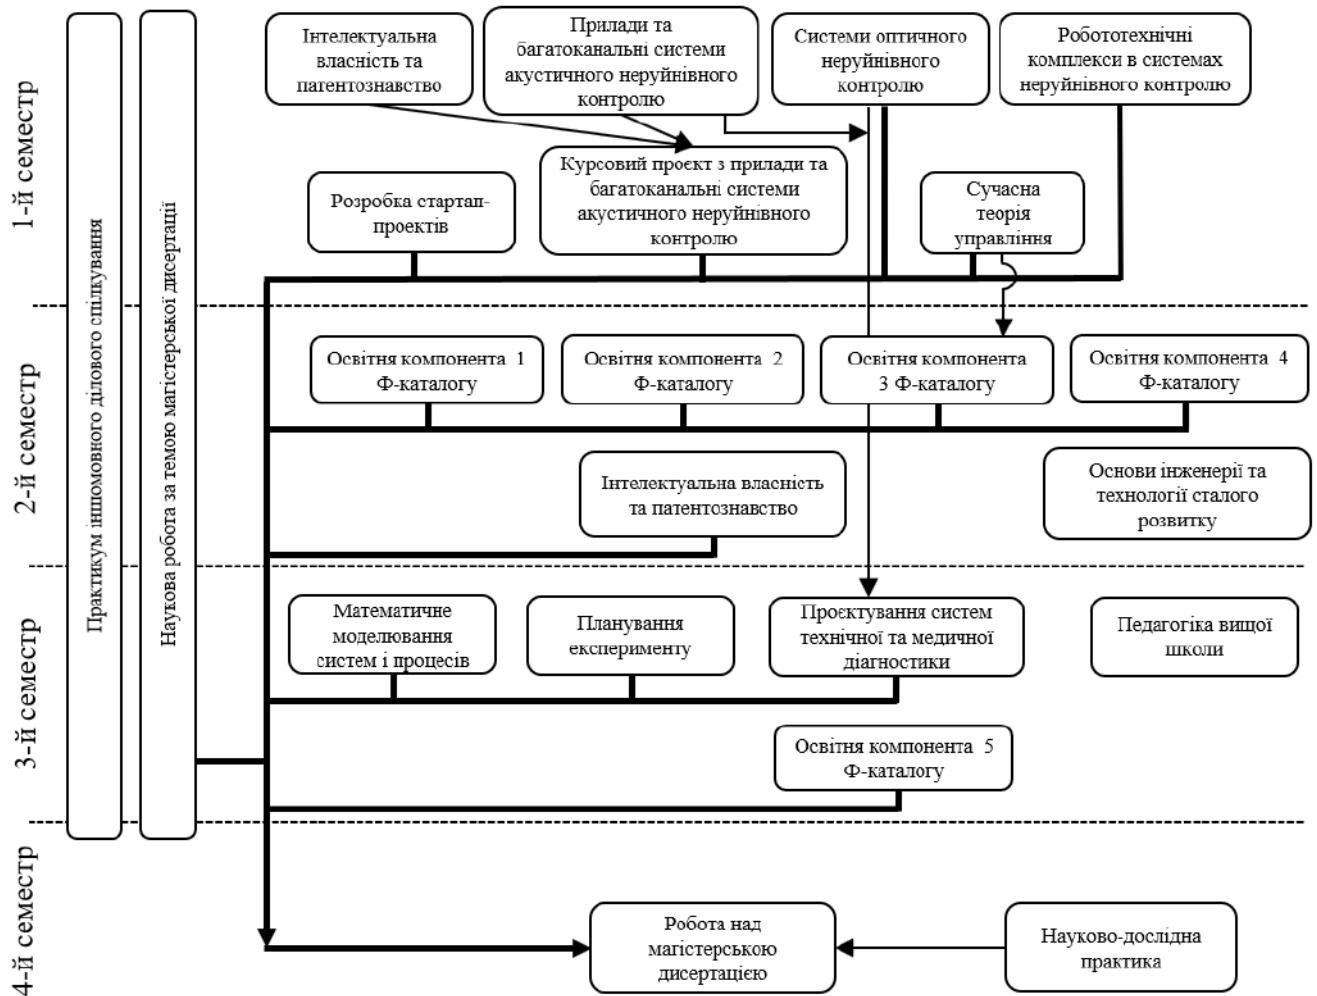 1-й семестр
Практикум іншомовного ділового спілкування
Наукова робота за темою магістерської дисертації
Інтелектуальна
власність та
патентознавство
Прилади та
багатоканальні системи
акустичного неруйнівного
контролю
Системи оптичного
неруйнівного
контролю
Робототехнічні
комплекси в системах
неруйнівного контролю
Розробка стартап-
проектів
Курсовий проєкт з прилади та
багатоканальні системи
акустичного неруйнівного
контролю
Сучасна
теорія
управління
2-й семестр
Освітня компонента 1
Ф-каталогу
Освітня компонента 2
Ф-каталогу
Освітня компонента
3 Ф-каталогу
Освітня компонента 4
Ф-каталогу
Інтелектуальна власність
та патентознавство
Основи інженерії та
технології сталого
розвитку
3-й семестр
Математичне
моделювання
систем і процесів
Планування
експерименту
Проєктування систем
технічної та медичної
діагностики
Педагогіка вищої
школи
Освітня компонента 5
Ф-каталогу
4-й семестр
Робота над
магістерською
дисертацією
Науково-дослідна
практика